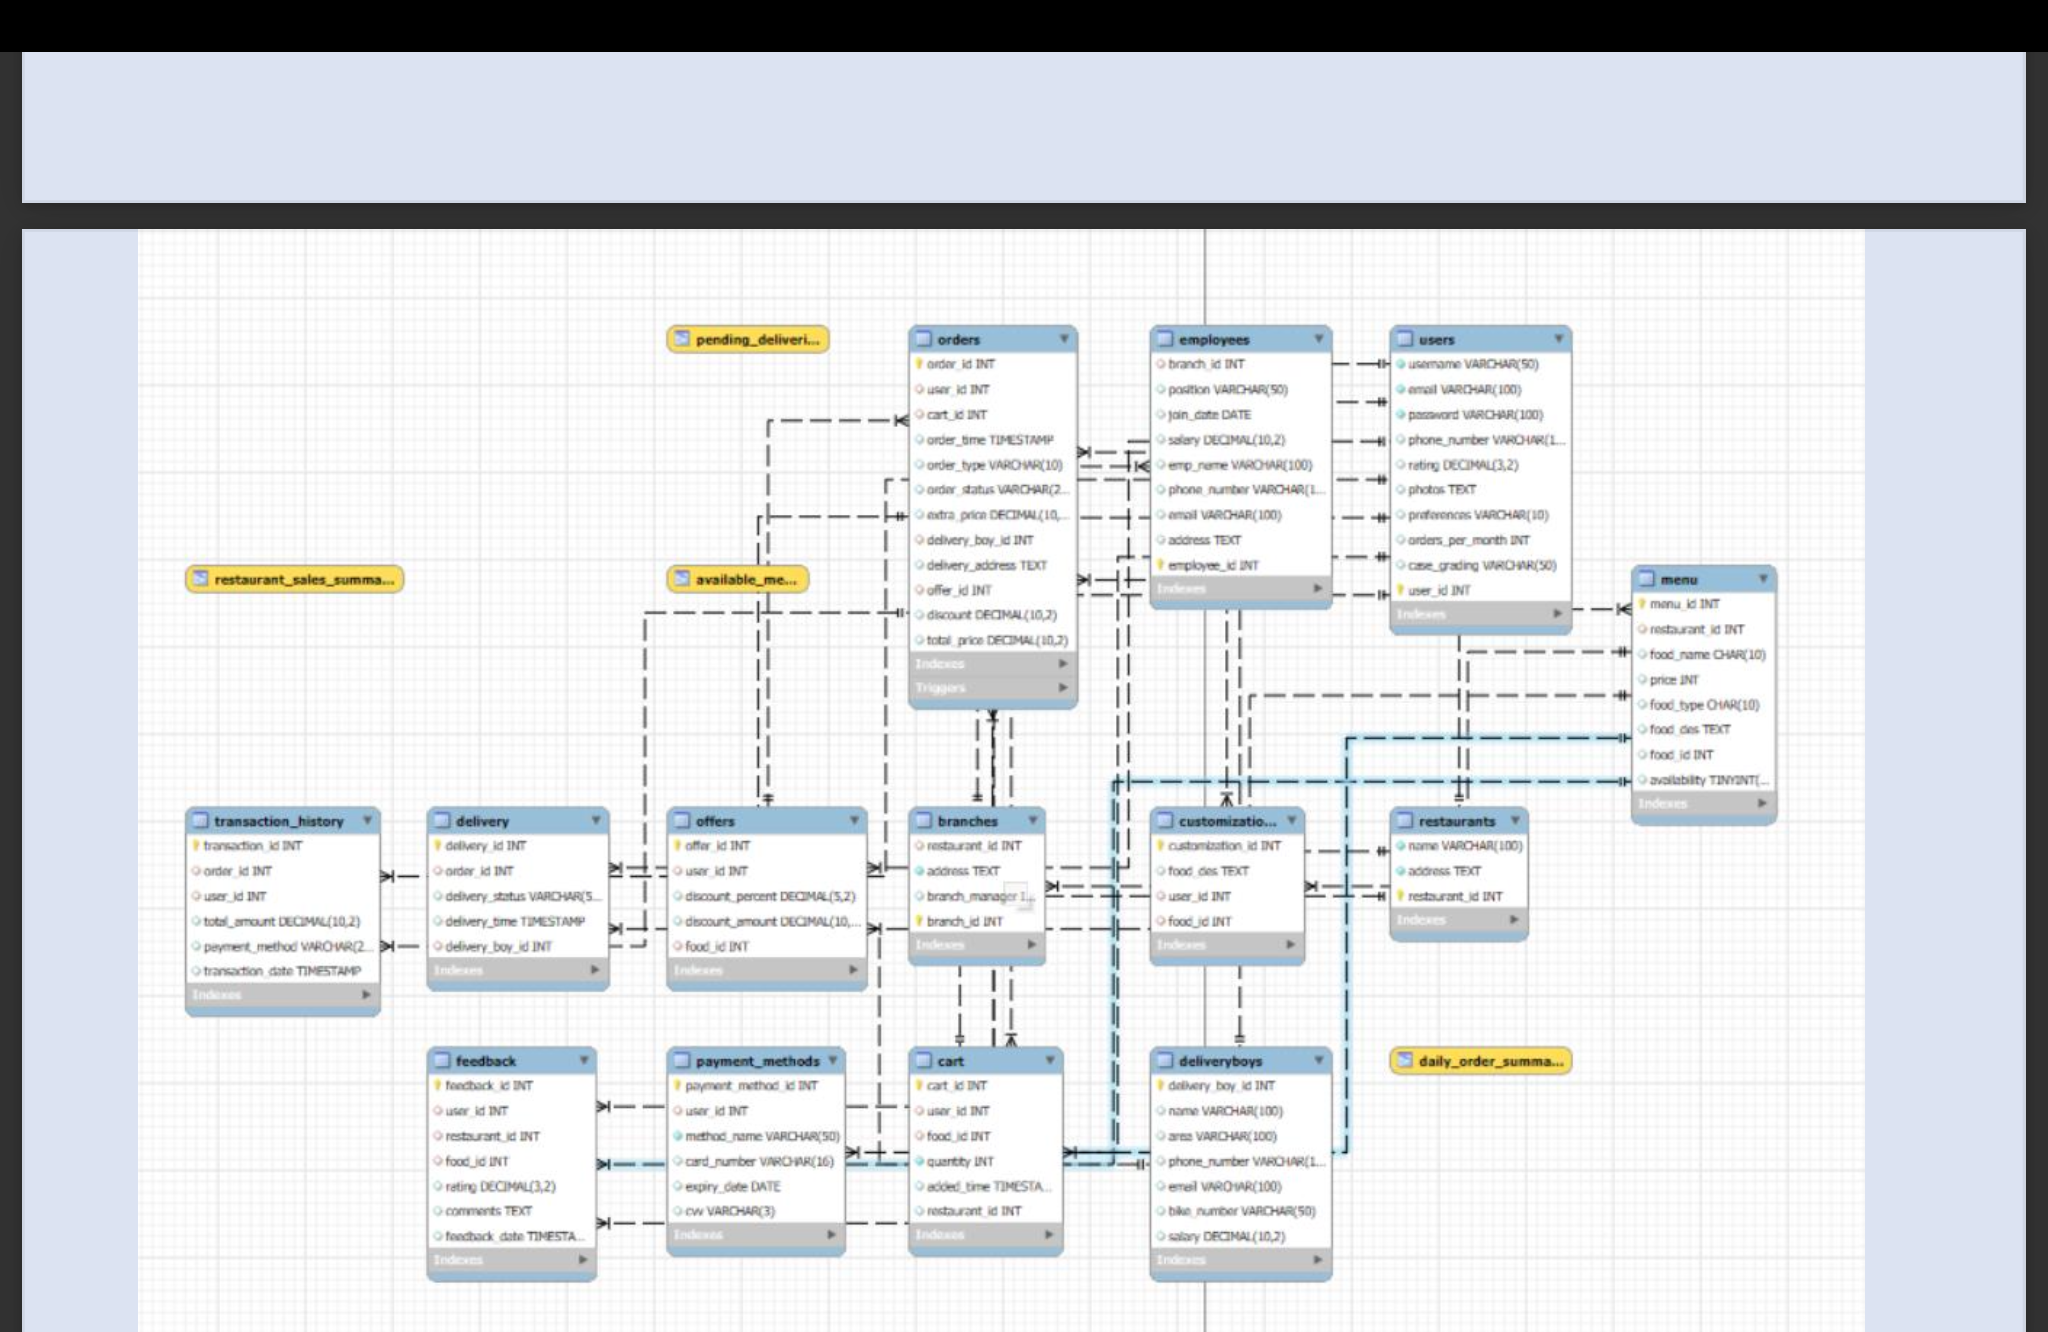 pending_deliveri...
orders
order_id INT
user_id INT
cart_id INT
order_time TIMESTAMP
order_type VARCHAR(10)
order_status VARCHAR(2...
extra_price DECIMAL(10,...
delivery_boy_id INT
delivery_address TEXT
offer_id INT
discount DECIMAL(10,2)
total_price DECIMAL(10,2)
Indexes
Triggers
employees
branch_id INT
position VARCHAR(50)
join_date DATE
salary DECIMAL(10,2)
emp_name VARCHAR(100)
phone_number VARCHAR(1...
email VARCHAR(100)
address TEXT
employee_id INT
Indexes
users
username VARCHAR(50)
email VARCHAR(100)
password VARCHAR(100)
phone_number VARCHAR(1...
rating DECIMAL(3,2)
photos TEXT
preferences VARCHAR(10)
orders_per_month INT
case_grading VARCHAR(50)
user_id INT
Indexes
restaurant_sales_summa...
available_me...
menu
menu_id INT
restaurant_id INT
food_name CHAR(10)
price INT
food_type CHAR(10)
food_des TEXT
food_id INT
availability TINYINT(...
Indexes
transaction_history
transaction_id INT
order_id INT
user_id INT
total_amount DECIMAL(10,2)
payment_method VARCHAR(2...
transaction_date TIMESTAMP
Indexes
delivery
delivery_id INT
order_id INT
delivery_status VARCHAR(5...
delivery_time TIMESTAMP
delivery_boy_id INT
Indexes
offers
offer_id INT
user_id INT
discount_percent DECIMAL(5,2)
discount_amount DECIMAL(10,...
food_id INT
Indexes
branches
restaurant_id INT
address TEXT
branch_manager I...
branch_id INT
Indexes
customizatio...
customization_id INT
food_des TEXT
user_id INT
food_id INT
Indexes
restaurants
name VARCHAR(100)
address TEXT
restaurant_id INT
Indexes
feedback
feedback_id INT
user_id INT
restaurant_id INT
food_id INT
rating DECIMAL(3,2)
comments TEXT
feedback_date TIMESTA...
Indexes
payment_methods
payment_method_id INT
user_id INT
method_name VARCHAR(50)
card_number VARCHAR(16)
expiry_date DATE
cvv VARCHAR(3)
Indexes
cart
cart_id INT
user_id INT
food_id INT
quantity INT
added_time TIMESTA...
restaurant_id INT
Indexes
deliveryboys
delivery_boy_id INT
name VARCHAR(100)
area VARCHAR(100)
phone_number VARCHAR(1...
email VARCHAR(100)
bike_number VARCHAR(50)
salary DECIMAL(10,2)
Indexes
daily_order_summa...